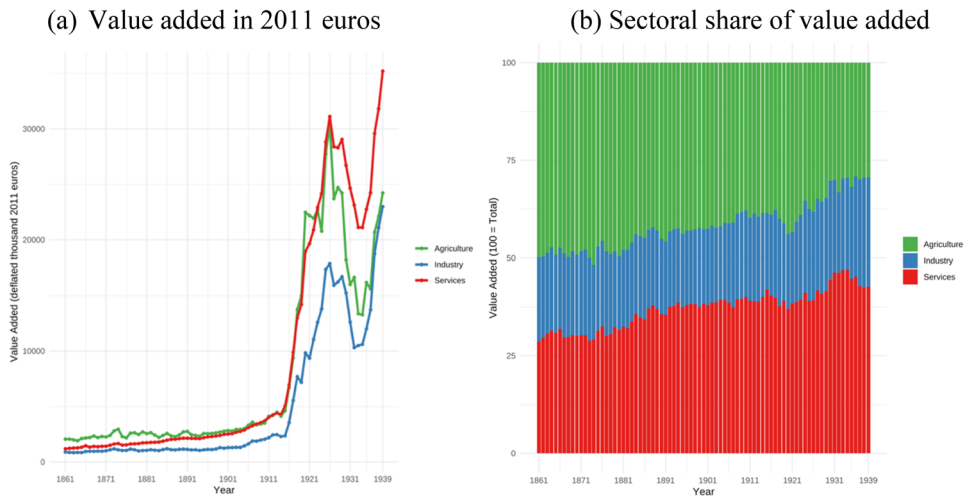 (a) Value added in 2011 euros
Value Added (deflated thousand 2011 euros)
30000
20000
10000
0
1861
1871
1881
1891
1901
1911
1921
1931
1939
Year
Agriculture
Industry
Services
(b) Sectoral share of value added
Value Added (100 = Total)
100
75
50
25
0
1861
1871
1881
1891
1901
1911
1921
1931
1939
Year
Agriculture
Industry
Services